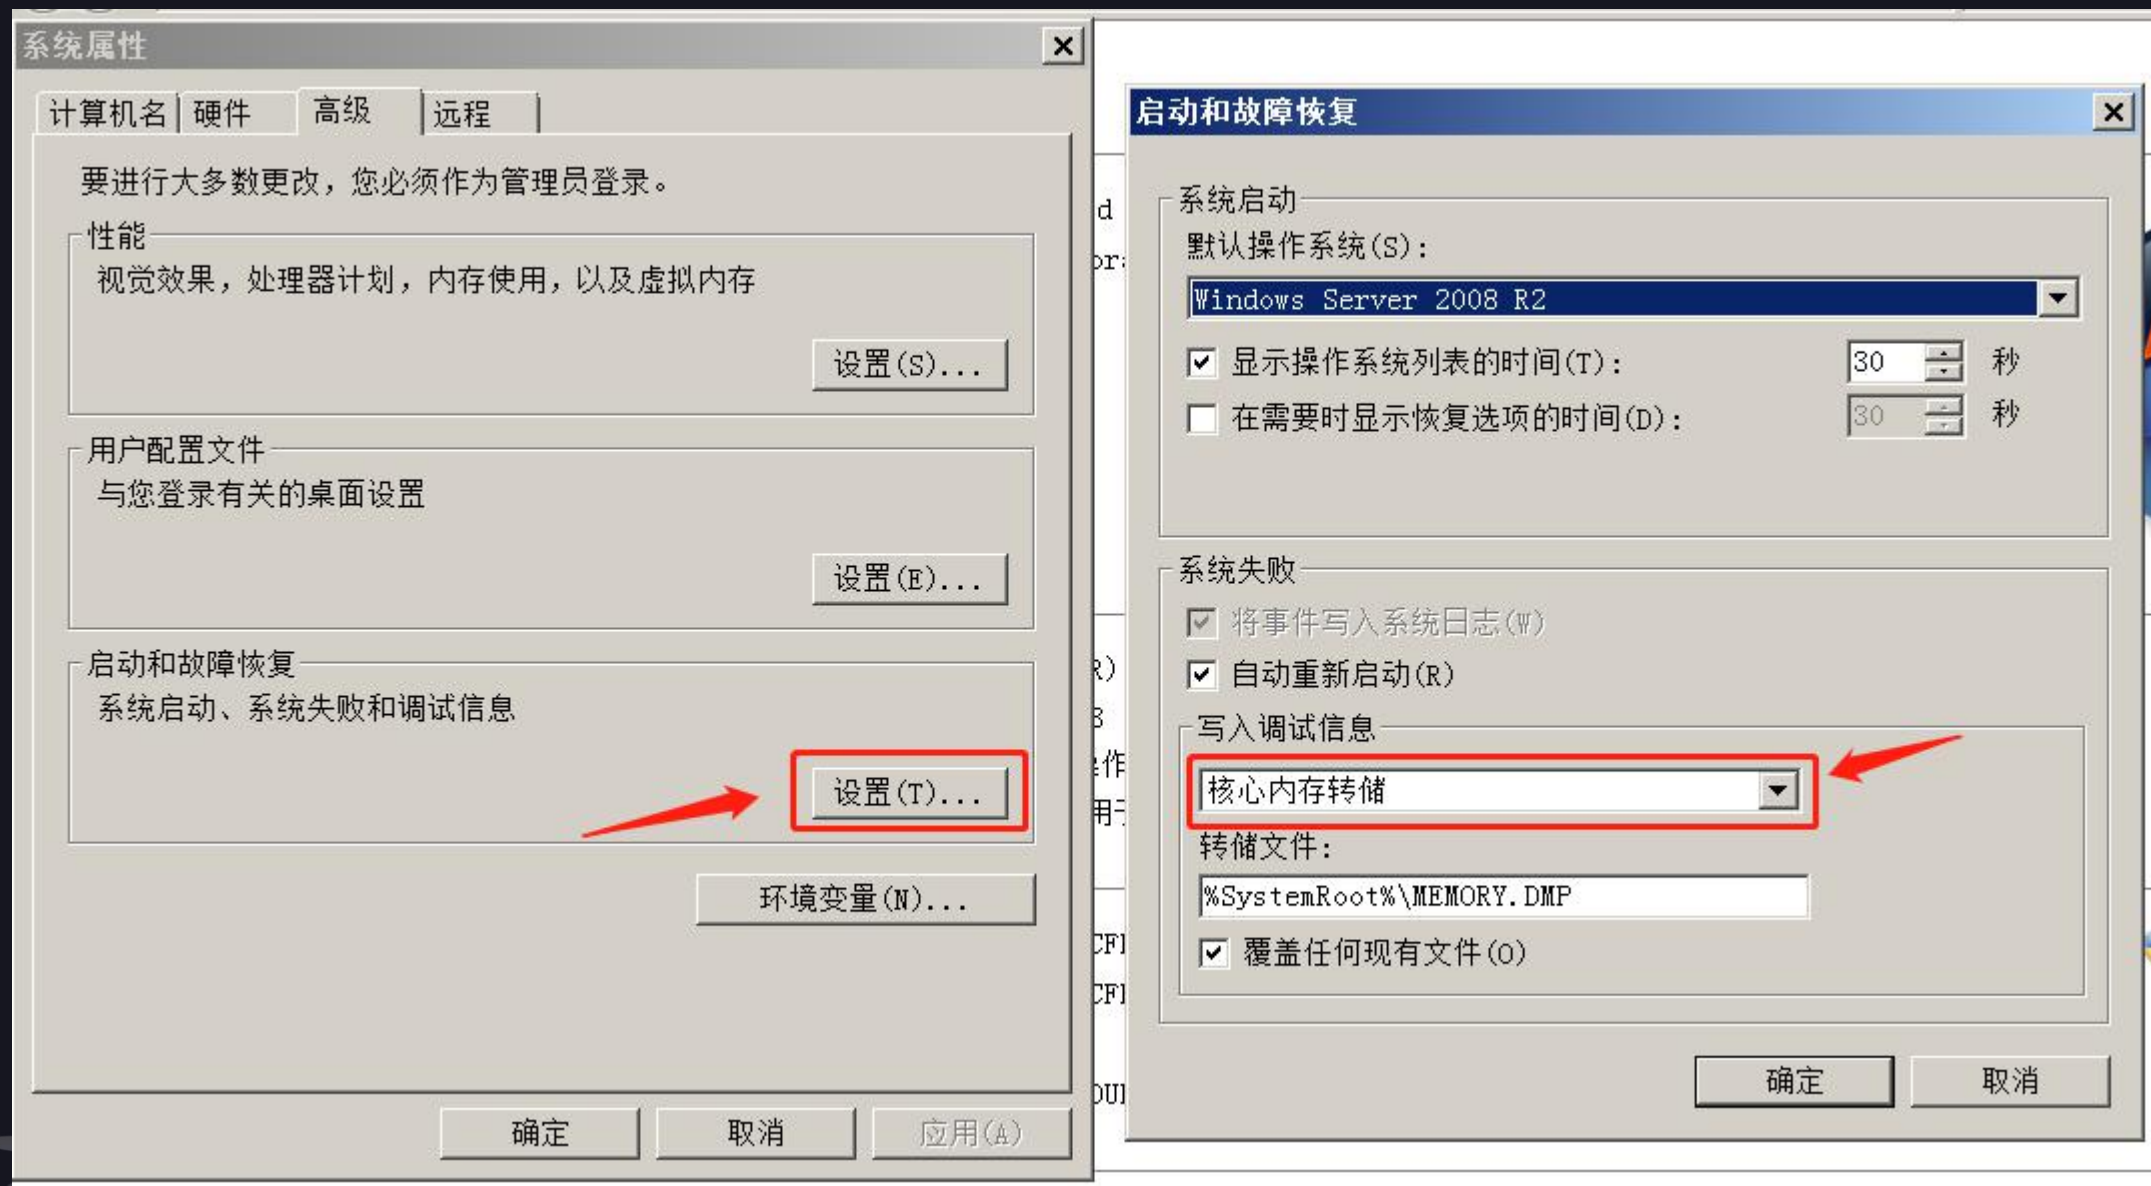 系统属性
计算机名 硬件 高级 远程
要进行大多数更改，您必须作为管理员登录。
性能
视觉效果，处理器计划，内存使用，以及虚拟内存
设置(S)...
用户配置文件
与您登录有关的桌面设置
设置(E)...
启动和故障恢复
系统启动、系统失败和调试信息
设置(T)...
环境变量(N)...
确定 取消 应用(A)
启动和故障恢复
系统启动
默认操作系统(S):
Windows Server 2008 R2
显示操作系统列表的时间(T): 30 秒
在需要时显示恢复选项的时间(D): 30 秒
系统失败
将事件写入系统日志(W)
自动重新启动(R)
写入调试信息
核心内存转储
转储文件:
%SystemRoot%\MEMORY.DMP
覆盖任何现有文件(O)
确定 取消